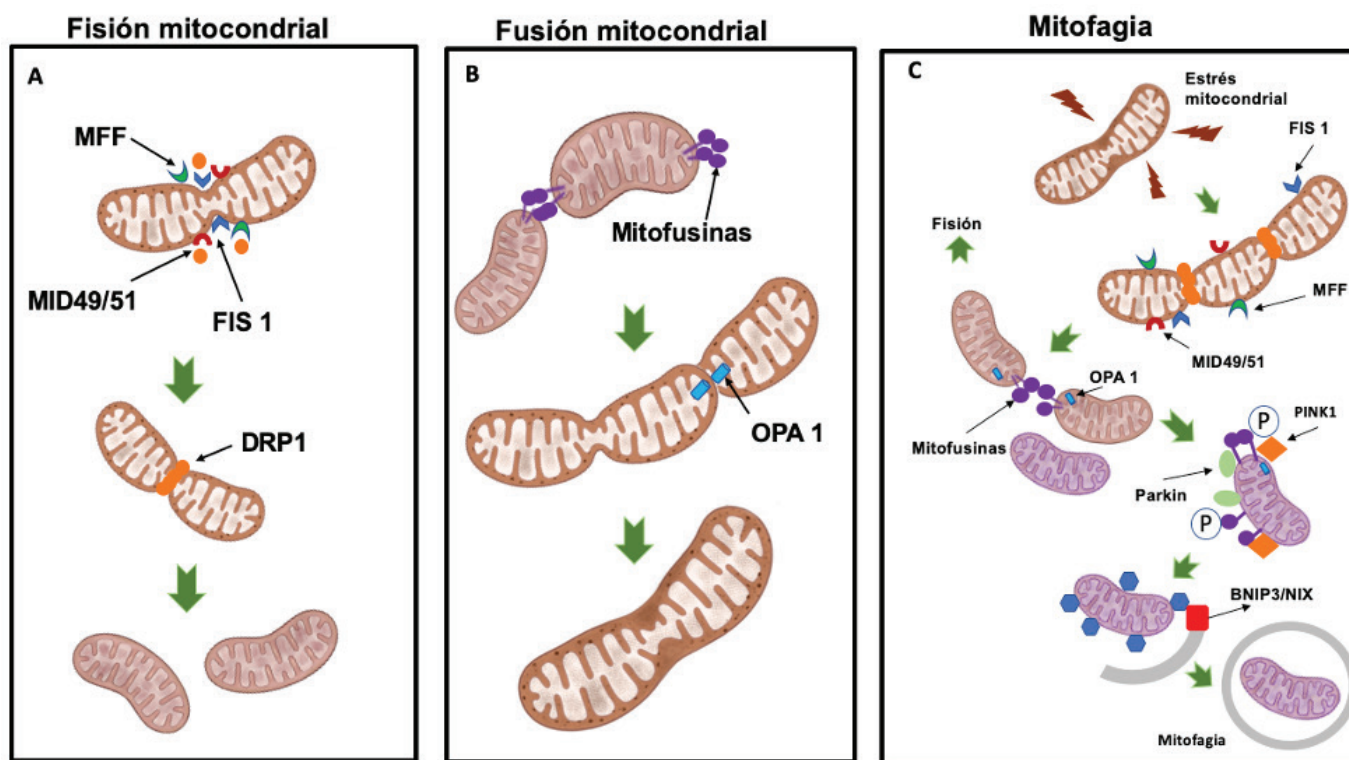 Fisión mitocondrial
A
MFF
MID49/51
FIS 1
DRP1
Fusión mitocondrial
B
Mitofusinas
OPA 1
Mitofagia
C
Estrés
mitocondrial
FIS 1
Fisión
MFF
MID49/51
OPA 1
Mitofusinas
P
PINK1
Parkin
P
BNIP3/NIX
Mitofagia